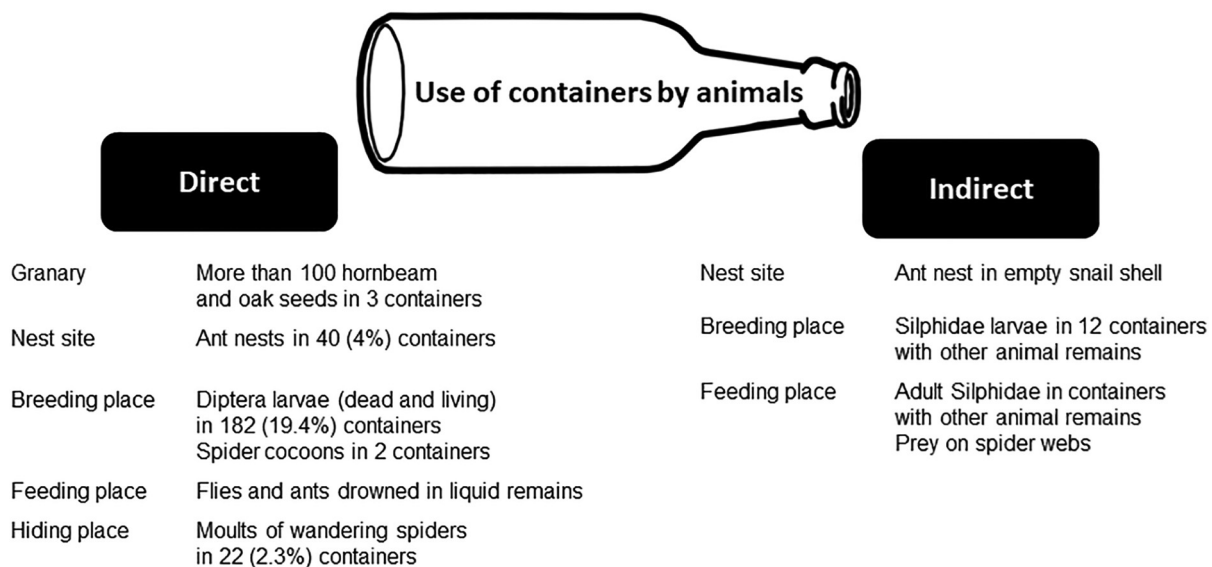 Use of containers by animals
Direct
Granary More than 100 hornbeam
and oak seeds in 3 containers
Nest site Ant nests in 40 (4%) containers
Breeding place Diptera larvae (dead and living)
in 182 (19.4%) containers
Spider cocoons in 2 containers
Feeding place Flies and ants drowned in liquid remains
Hiding place Moults of wandering spiders
in 22 (2.3%) containers
Indirect
Nest site Ant nest in empty snail shell
Breeding place Silphidae larvae in 12 containers
with other animal remains
Feeding place Adult Silphidae in containers
with other animal remains
Prey on spider webs